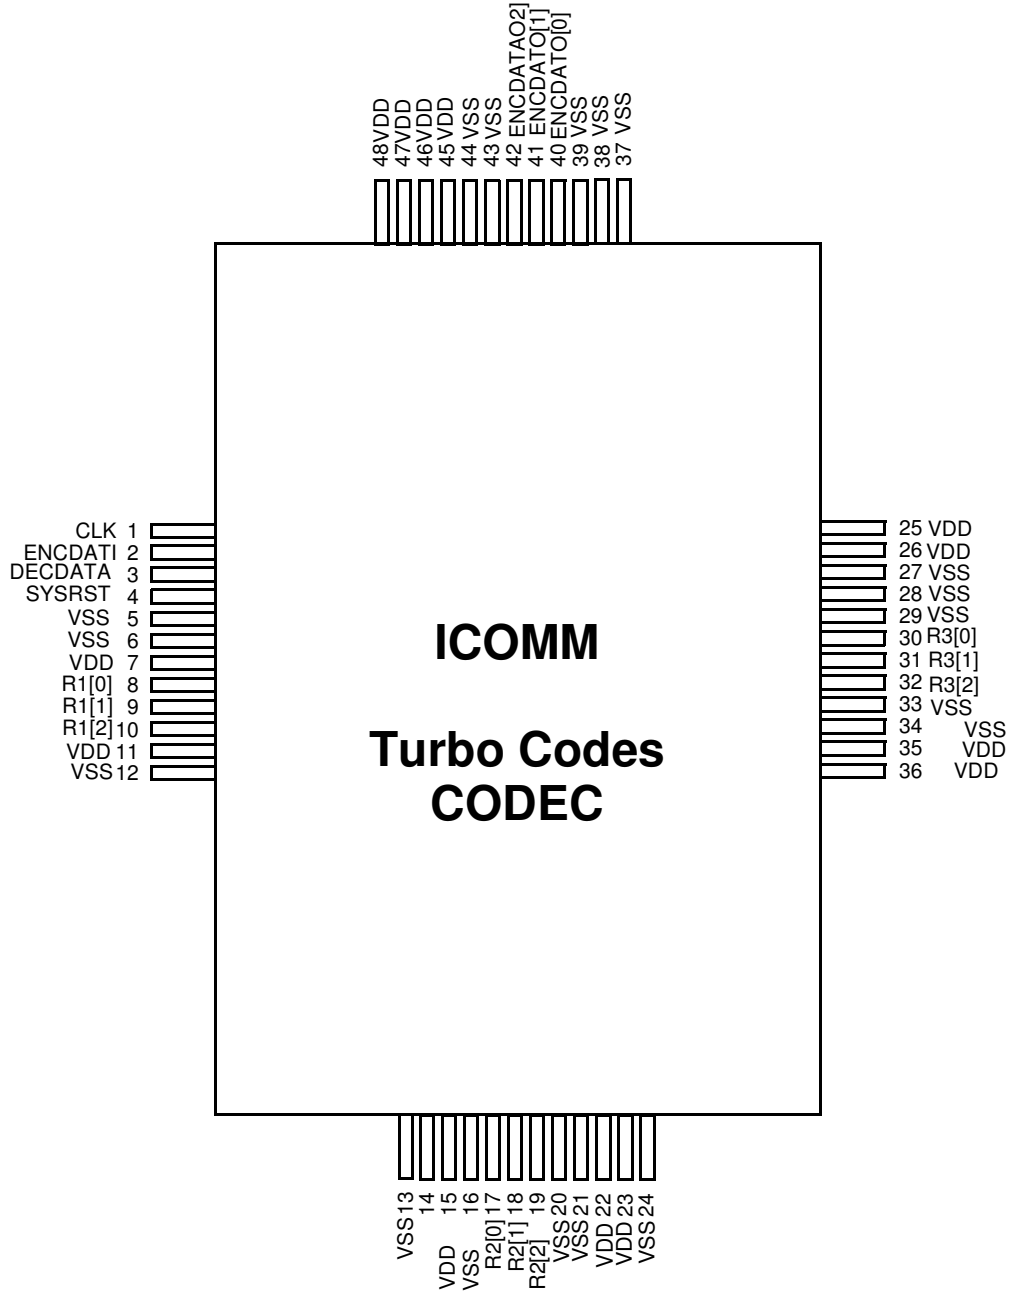 48VDD
47VDD
46VDD
45VDD
44 VSS
43 VSS
42 ENCDATAO2]
41 ENCDATO[1]
40 ENCDATO[0]
39 VSS
38 VSS
37 VSS
CLK 1
ENCDATI 2
DECDATA 3
SYSRST 4
VSS 5
VSS 6
VDD 7
R1[0] 8
R1[1] 9
R1[2] 10
VDD 11
VSS 12
ICOMM
Turbo Codes
CODEC
25 VDD
26 VDD
27 VSS
28 VSS
29 VSS
30 R3[0]
31 R3[1]
32 R3[2]
33 VSS
34 VSS
35 VDD
36 VDD
VSS 13
14
VDD 15
VSS 16
R2[0] 17
R2[1] 18
R2[2] 19
VSS 20
VSS 21
VDD 22
VDD 23
VSS 24